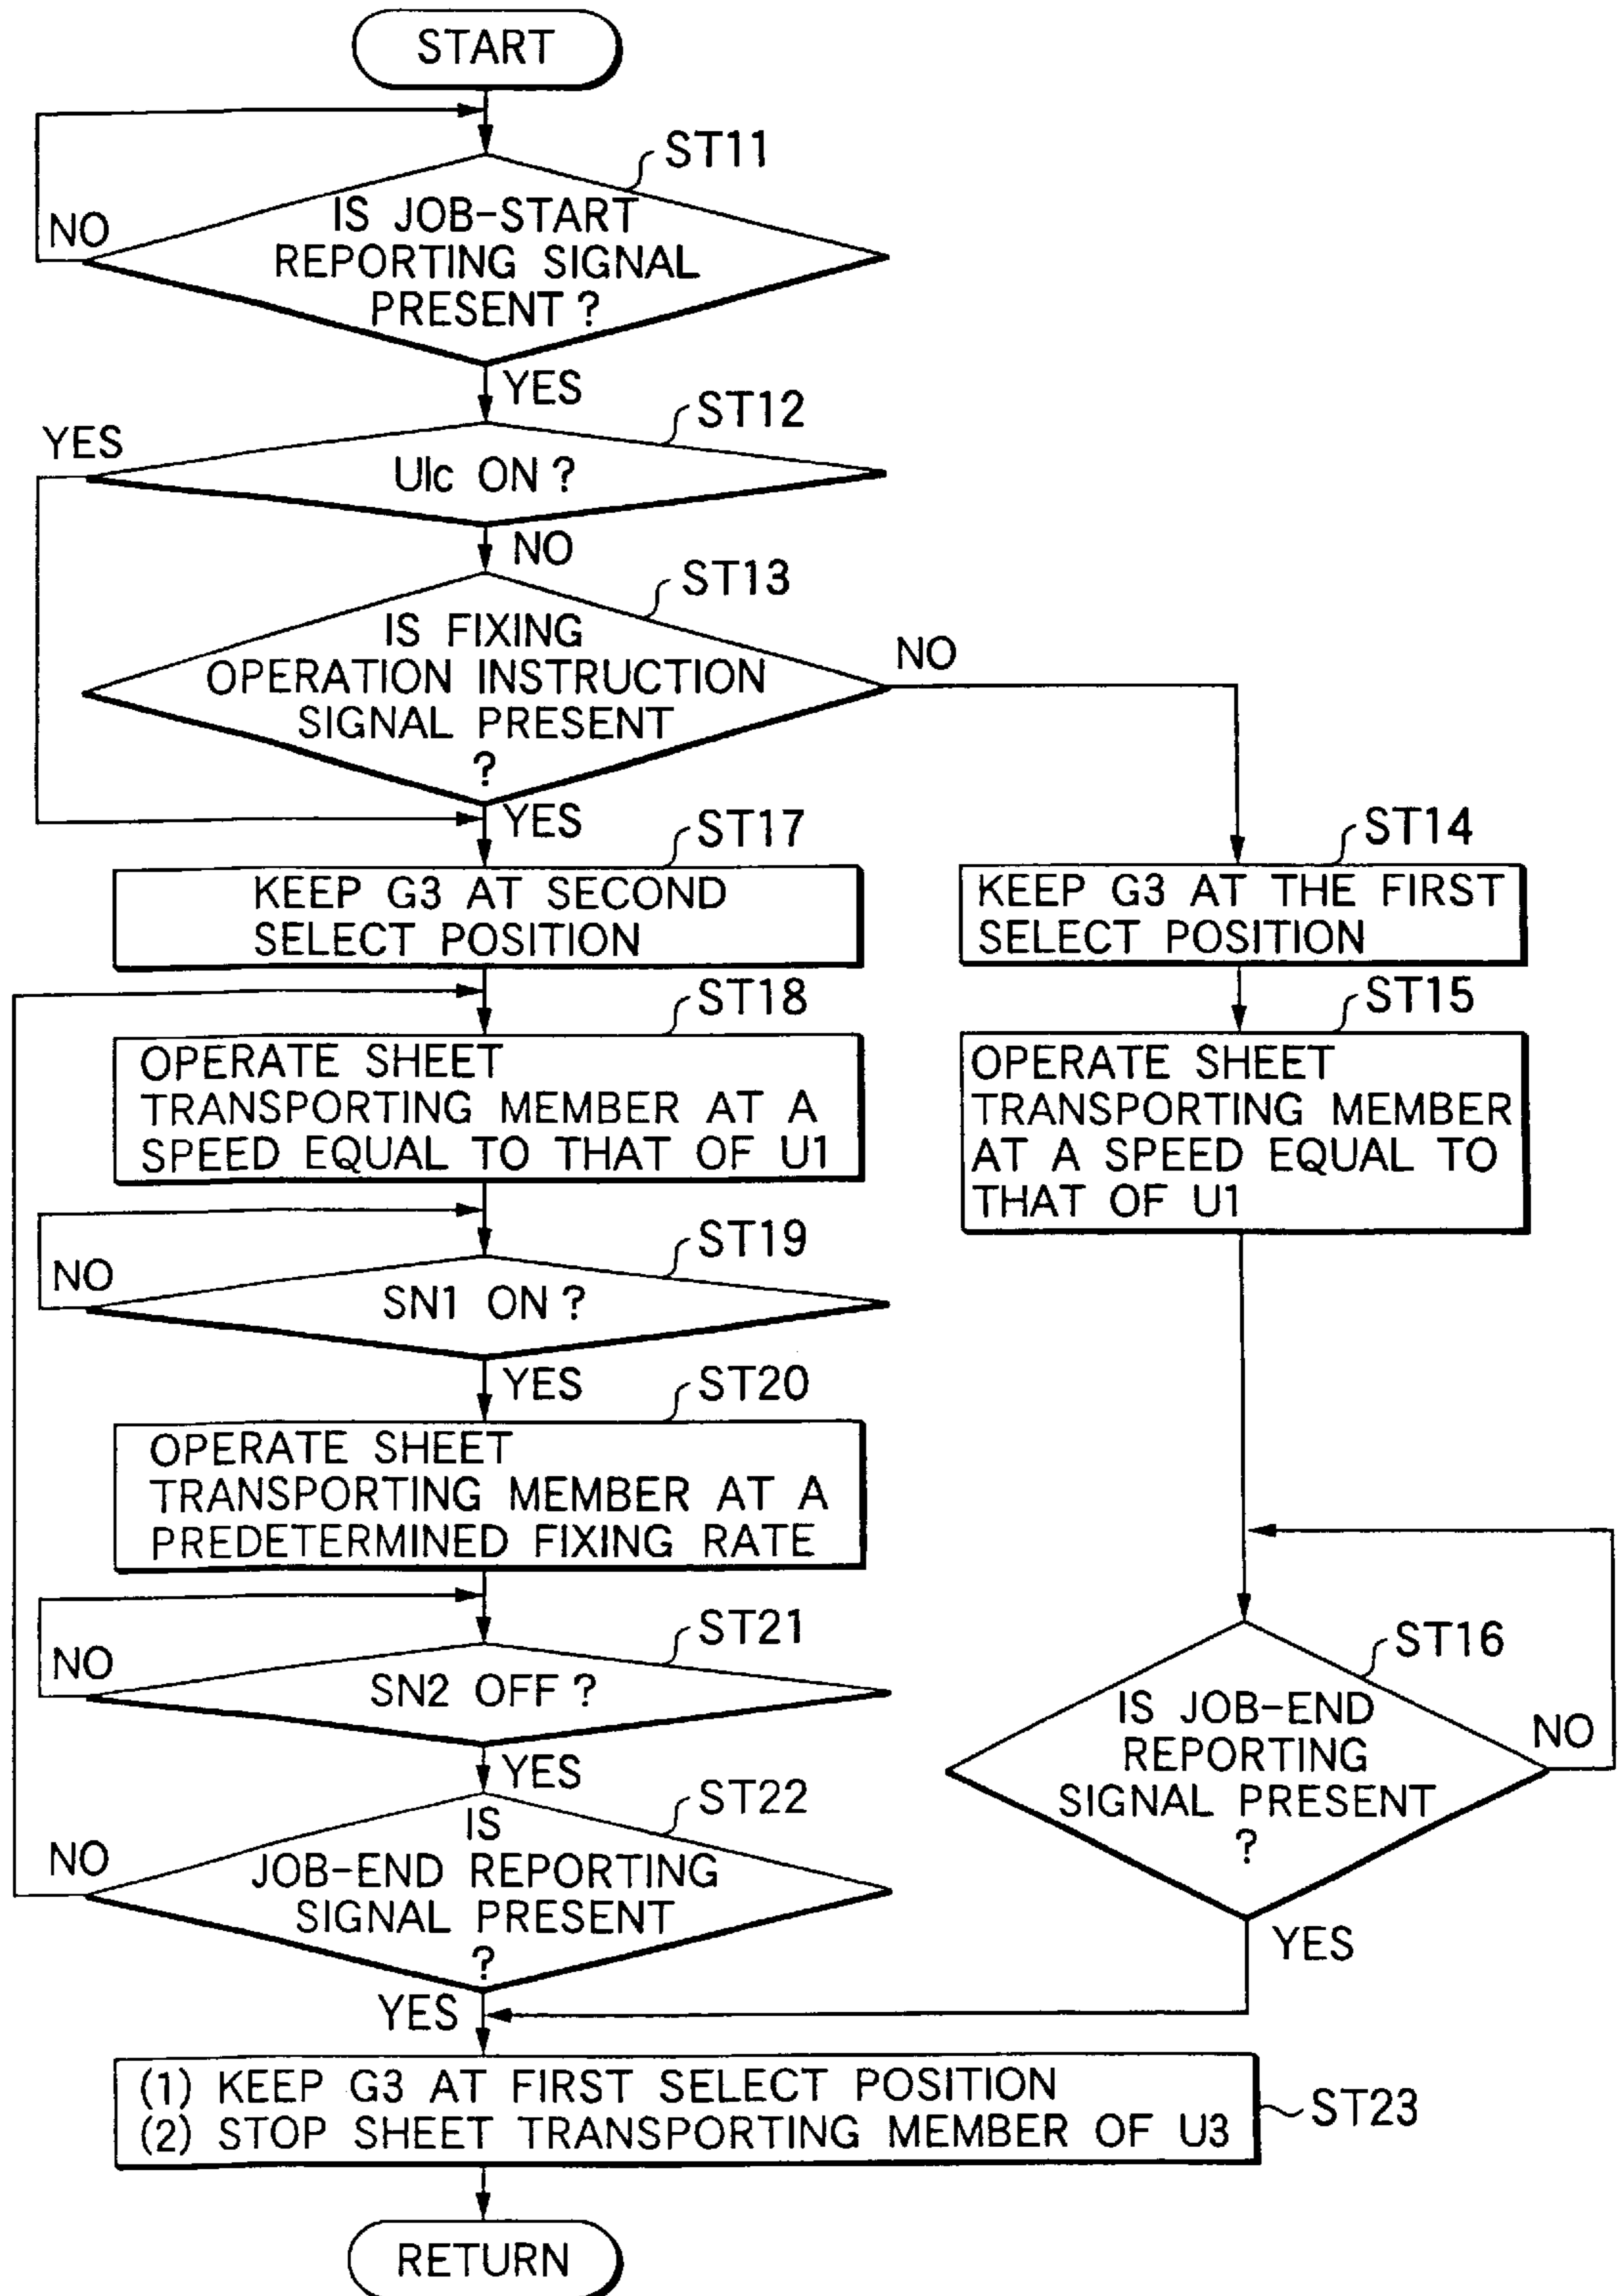 START
ST11
IS JOB-START
REPORTING SIGNAL
PRESENT ?
NO
YES
ST12
YES
UIc ON ?
NO
ST13
IS FIXING
OPERATION INSTRUCTION
SIGNAL PRESENT
?
NO
YES
ST17
KEEP G3 AT SECOND
SELECT POSITION
ST14
KEEP G3 AT THE FIRST
SELECT POSITION
ST18
OPERATE SHEET
TRANSPORTING MEMBER AT A
SPEED EQUAL TO THAT OF U1
ST15
OPERATE SHEET
TRANSPORTING MEMBER
AT A SPEED EQUAL TO
THAT OF U1
ST19
NO
SN1 ON ?
YES
ST20
OPERATE SHEET
TRANSPORTING MEMBER AT A
PREDETERMINED FIXING RATE
ST21
NO
SN2 OFF ?
YES
ST16
IS JOB-END
REPORTING
SIGNAL PRESENT
?
NO
YES
ST22
IS
JOB-END REPORTING
SIGNAL PRESENT
?
NO
YES
(1) KEEP G3 AT FIRST SELECT POSITION
(2) STOP SHEET TRANSPORTING MEMBER OF U3
ST23
RETURN